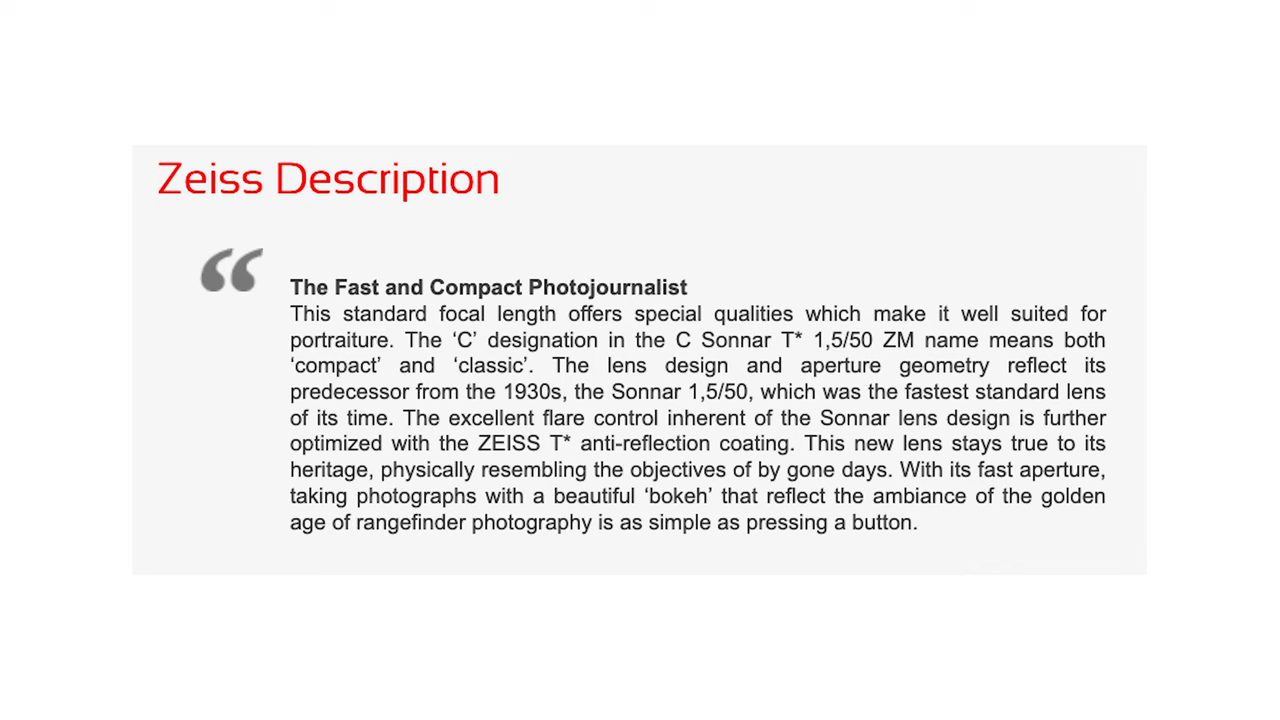 Zeiss Description
“
The Fast and Compact Photojournalist
This standard focal length offers special qualities which make it well suited for
portraiture. The ‘C’ designation in the C Sonnar T* 1,5/50 ZM name means both
‘compact’ and ‘classic’. The lens design and aperture geometry reflect its
predecessor from the 1930s, the Sonnar 1,5/50, which was the fastest standard lens
of its time. The excellent flare control inherent of the Sonnar lens design is further
optimized with the ZEISS T* anti-reflection coating. This new lens stays true to its
heritage, physically resembling the objectives of by gone days. With its fast aperture,
taking photographs with a beautiful ‘bokeh’ that reflect the ambiance of the golden
age of rangefinder photography is as simple as pressing a button.